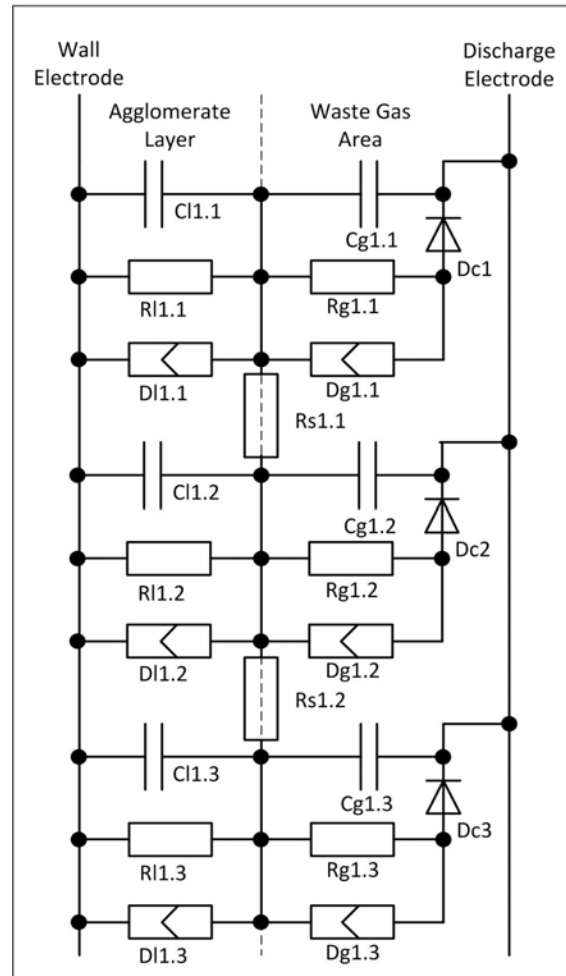 Wall
Electrode
Discharge
Electrode
Agglomerate
Layer
Waste Gas
Area
Cl1.1
Cg1.1
Dc1
Rl1.1
Rg1.1
Dl1.1
Dg1.1
Rs1.1
Cl1.2
Cg1.2
Dc2
Rl1.2
Rg1.2
Dl1.2
Dg1.2
Rs1.2
Cl1.3
Cg1.3
Dc3
Rl1.3
Rg1.3
Dl1.3
Dg1.3